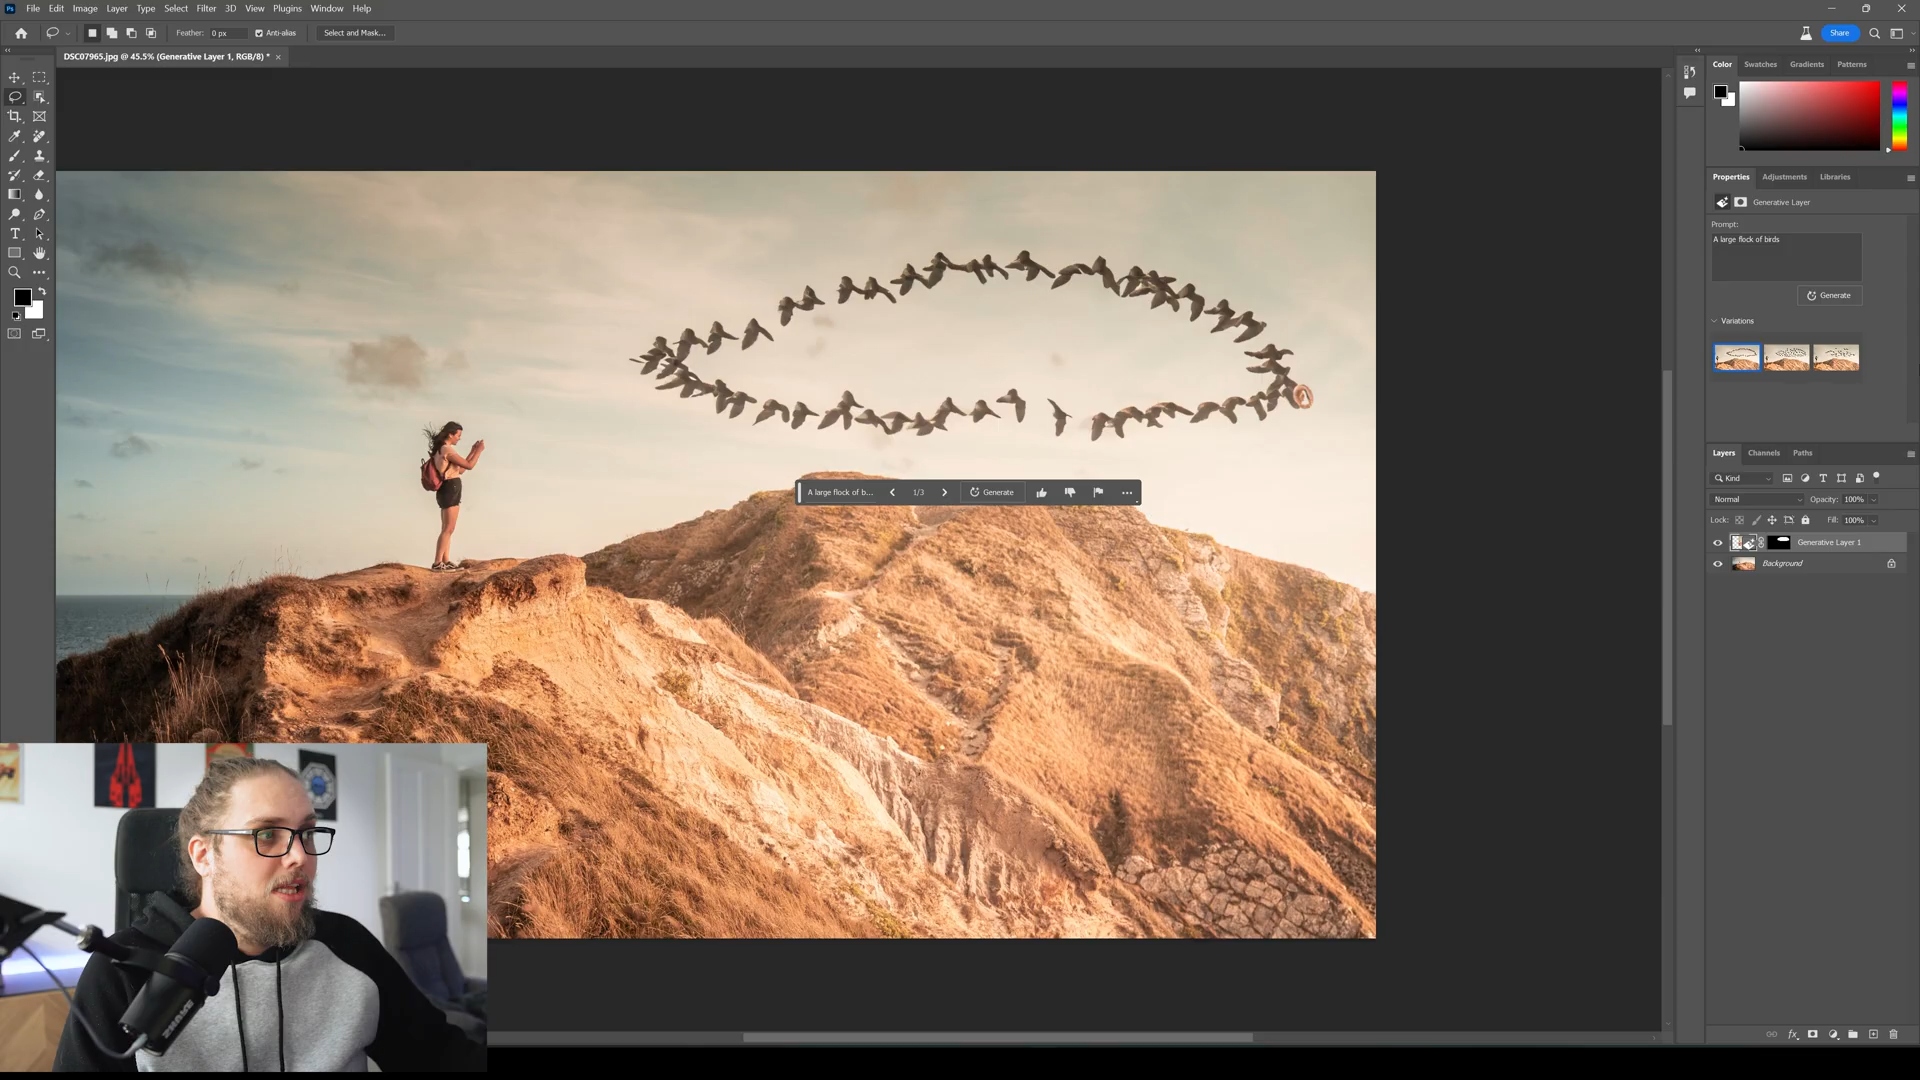 Ps File Edit Image Layer Type Select Filter 3D View Plugins Window Help
Feather: 0 px Anti-alias Select and Mask... Share
DSC07965.jpg @ 45.5% (Generative Layer 1, RGB/8) * ×
Color Swatches Gradients Patterns
Properties Adjustments Libraries
Generative Layer
Prompt:
A large flock of birds
Generate
Variations
A large flock of b... 1/3 Generate
Layers Channels Paths
Kind
Normal Opacity: 100%
Lock: Fill: 100%
Generative Layer 1
Background
fx